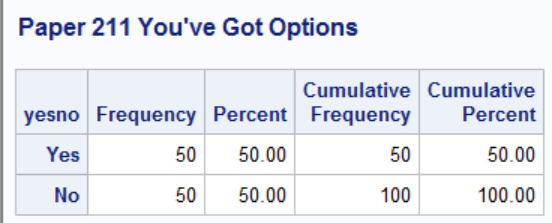 Paper 211 You've Got Options
yesno Frequency Percent Cumulative Frequency Cumulative Percent
Yes 50 50.00 50 50.00
No 50 50.00 100 100.00